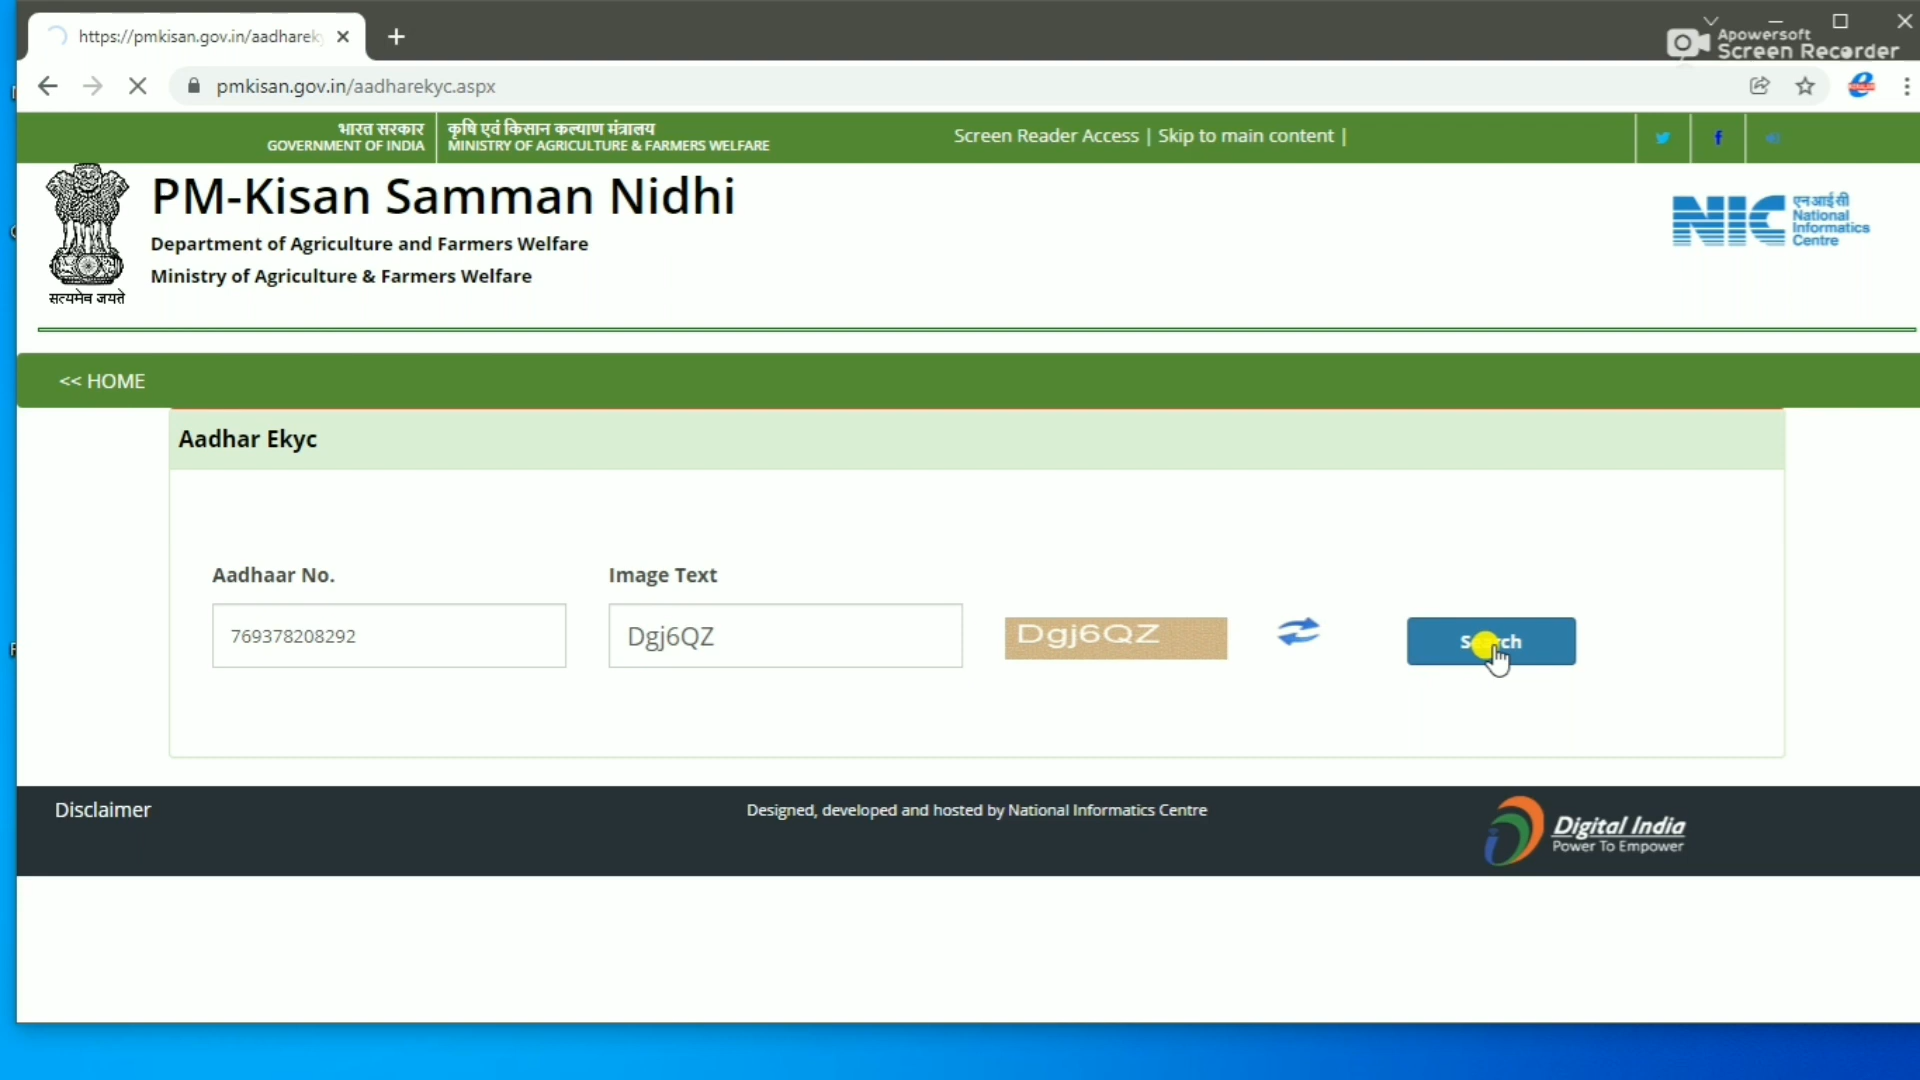 https://pmkisan.gov.in/aadharek
Apowersoft
Screen Recorder
pmkisan.gov.in/aadharekyc.aspx
भारत सरकार
GOVERNMENT OF INDIA
कृषि एवं किसान कल्याण मंत्रालय
MINISTRY OF AGRICULTURE & FARMERS WELFARE
Screen Reader Access | Skip to main content |
PM-Kisan Samman Nidhi
Department of Agriculture and Farmers Welfare
Ministry of Agriculture & Farmers Welfare
सत्यमेव जयते
NIC
एन आई सी
National
Informatics
Centre
<< HOME
Aadhar Ekyc
Aadhaar No.
Image Text
769378208292
Dgj6QZ
Dgj6QZ
Search
Disclaimer
Designed, developed and hosted by National Informatics Centre
Digital India
Power To Empower